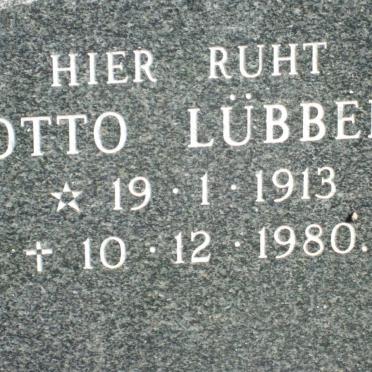 HIER RUHT
OTTO LÜBBE
☆ 19·1·1913
✝ 10·12·1980.